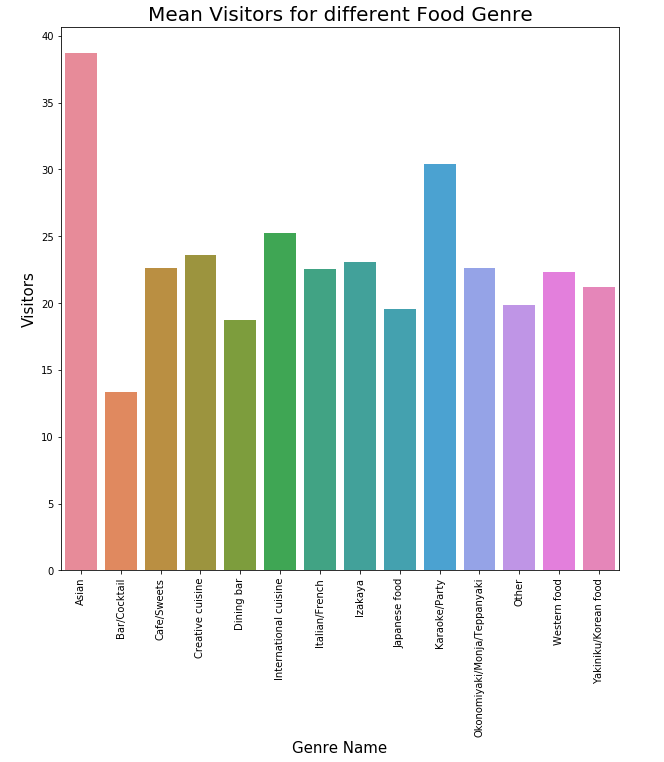 Mean Visitors for different Food Genre
40
35
30
25
20
15
10
5
0
Visitors
Asian
Bar/Cocktail
Cafe/Sweets
Creative cuisine
Dining bar
International cuisine
Italian/French
Izakaya
Japanese food
Karaoke/Party
Okonomiyaki/Monja/Teppanyaki
Other
Western food
Yakiniku/Korean food
Genre Name